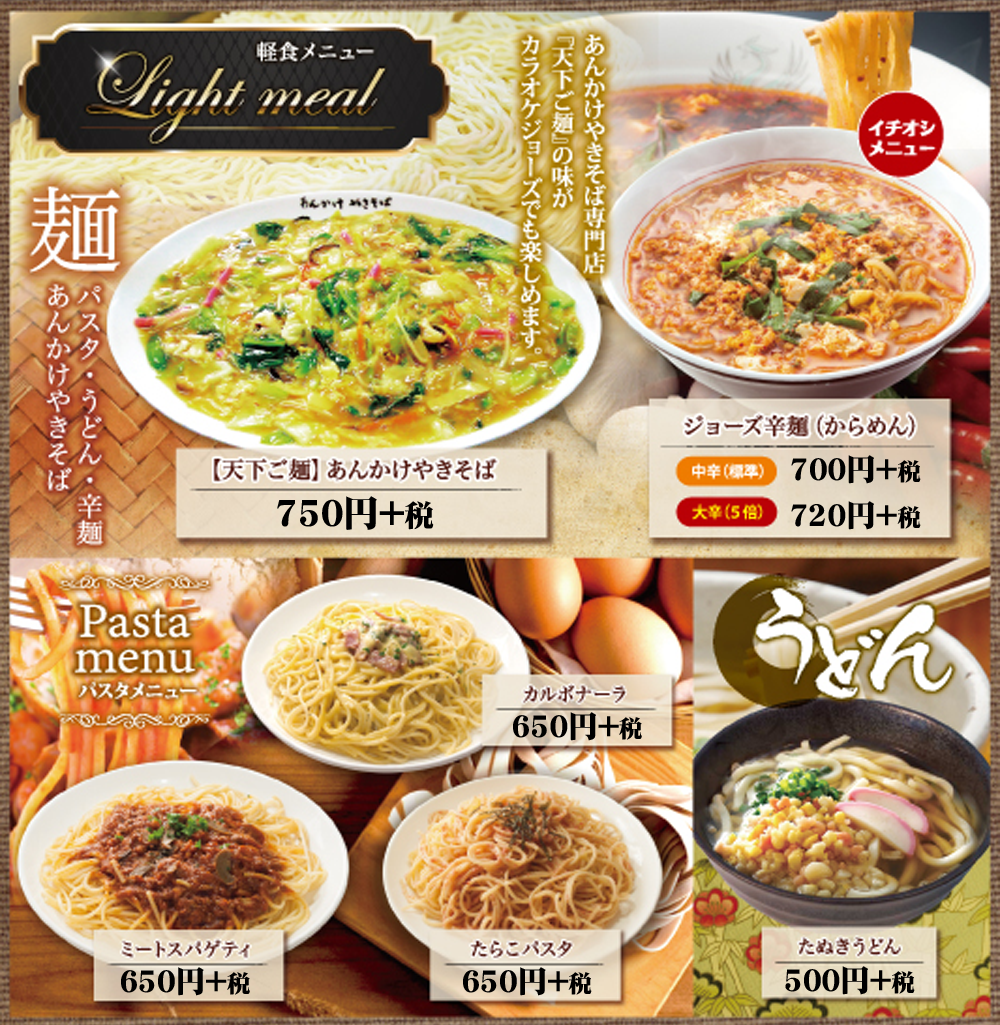 軽食メニュー
Light meal
麺
パスタ・うどん・辛麺
あんかけやきそば
あんかけ やきそば
あんかけやきそば専門店
『天下ご麺』の味が
カラオケジョーズでも楽しめます。
イチオシ
メニュー
【天下ご麺】あんかけやきそば
750円+税
ジョーズ辛麺(からめん)
中辛(標準) 700円+税
大辛(5倍) 720円+税
Pasta
menu
パスタメニュー
カルボナーラ
650円+税
ミートスパゲティ
650円+税
たらこパスタ
650円+税
うどん
たぬきうどん
500円+税